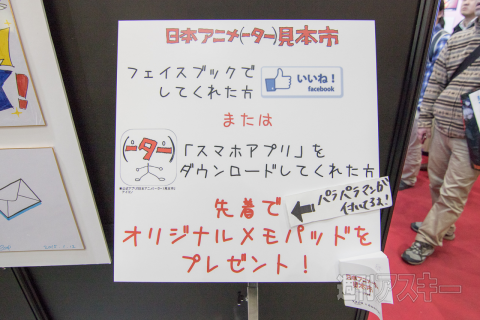 日本アニメ(ーター)見本市
フェイスブックで
いいね!
facebook
してくれた方
または
(ーター)
「スマホアプリ」を
ダウンロードしてくれた方
パラパラマンガ
付いてるよ!
先着で
オリジナルメモパッドを
プレゼント!
週刊アスキー